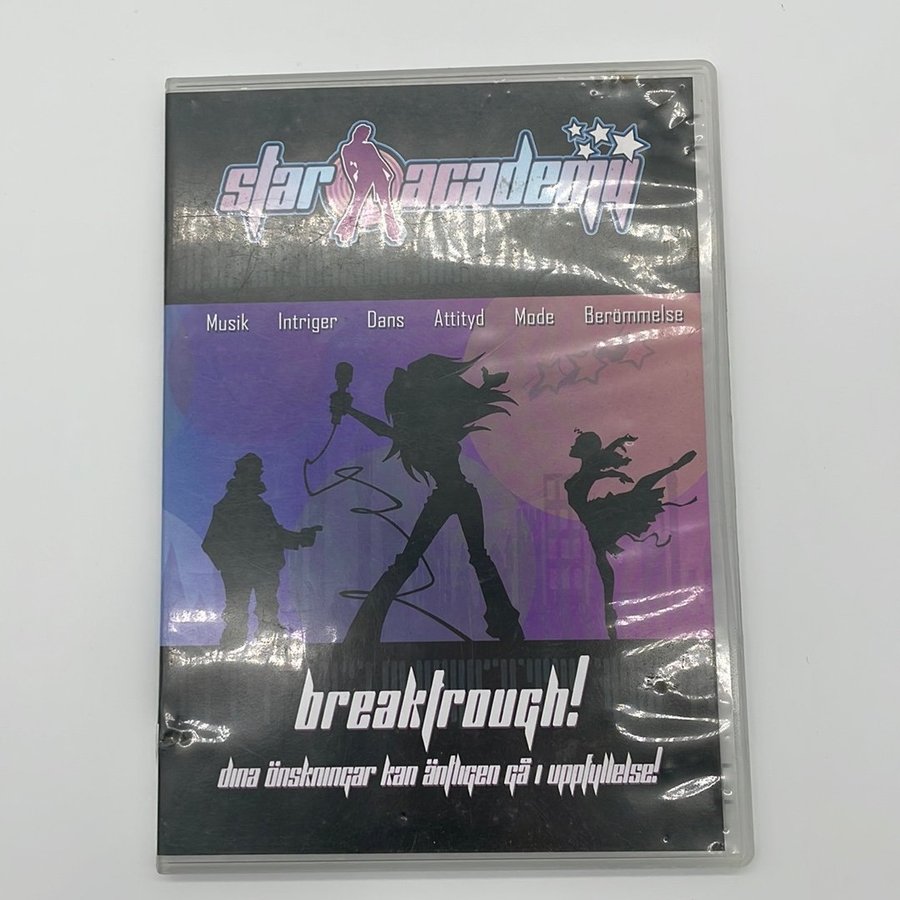 star academy
Musik Intriger Dans Attityd Mode Berömmelse
breaktrough!
dina önskningar kan äntligen gå i uppfyllelse!